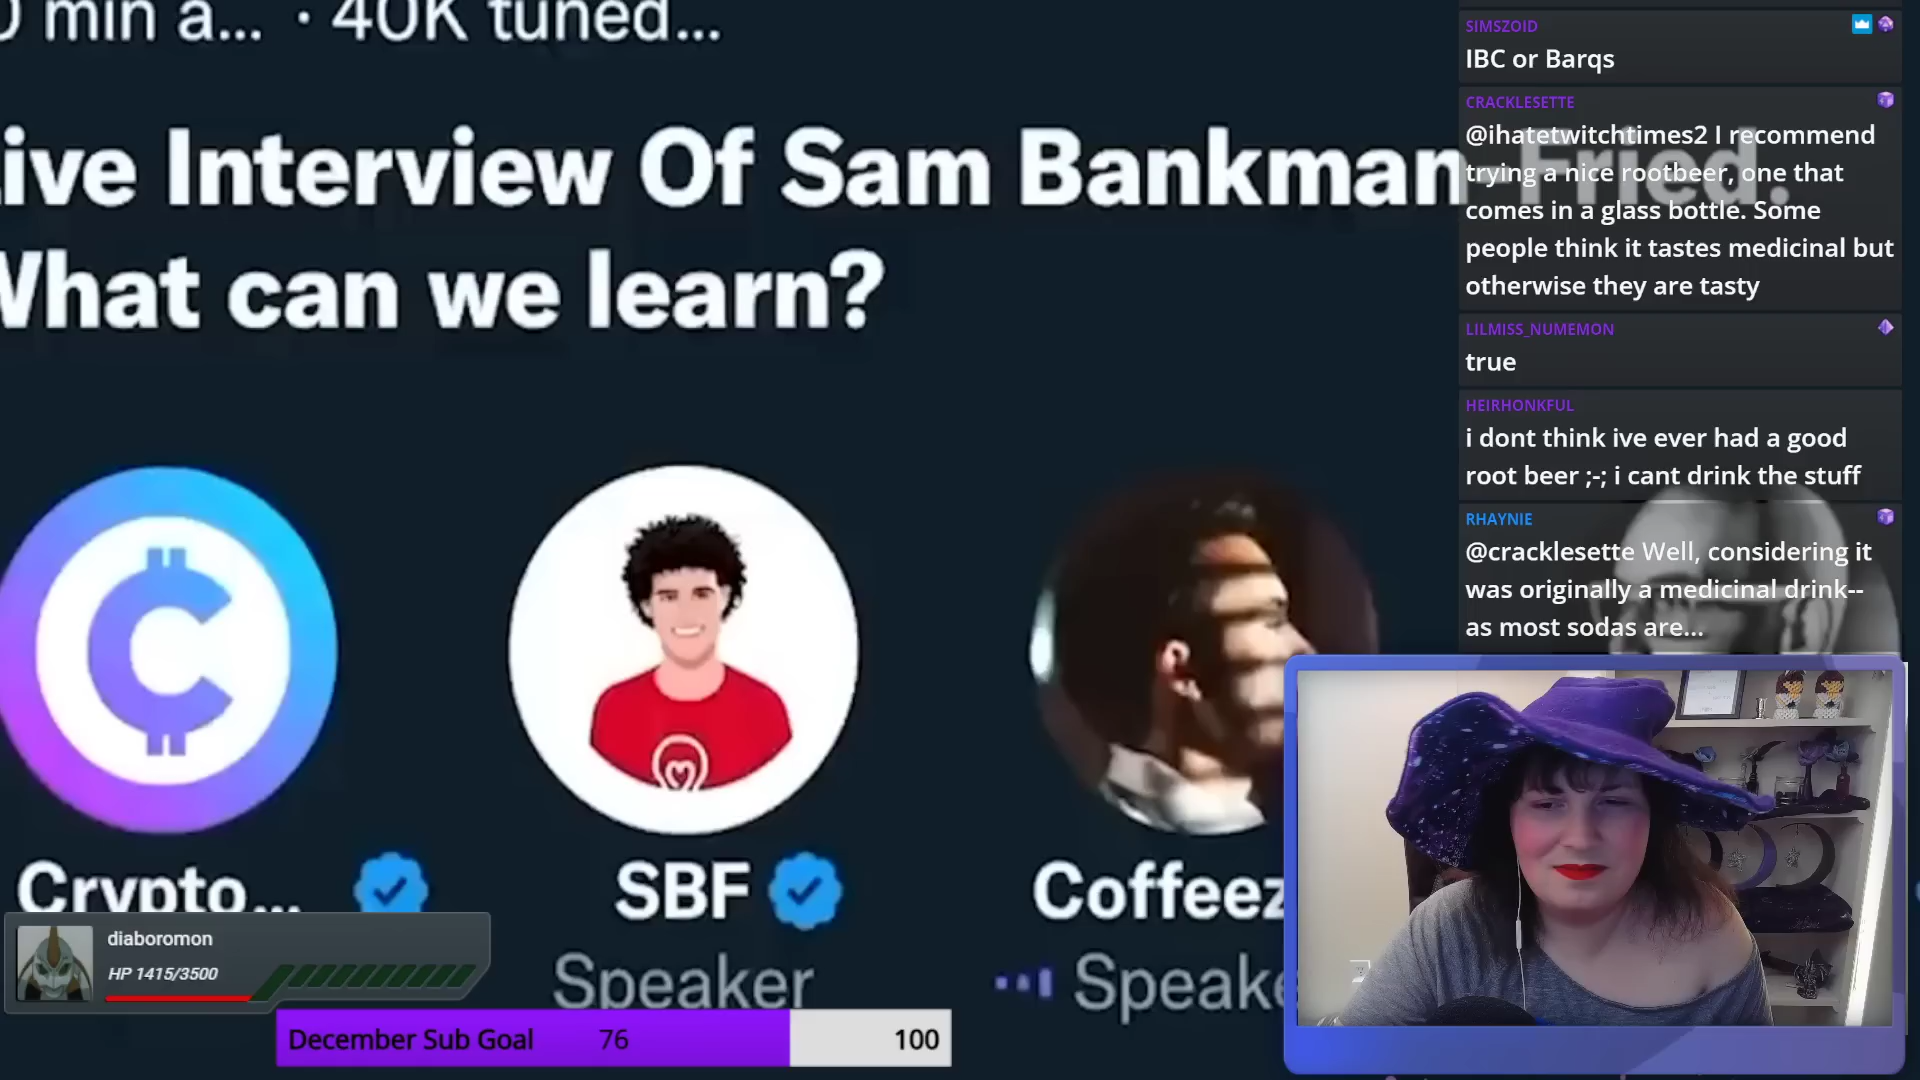 0 min a... · 40K tuned...
ive Interview Of Sam Bankman-Fried.
What can we learn?
Crypto...
SBF
Coffeez
Speaker
Speake
diaboromon
HP 1415/3500
December Sub Goal 76 100
SIMSZOID
IBC or Barqs
CRACKLESETTE
@ihatetwitchtimes2 I recommend
trying a nice rootbeer, one that
comes in a glass bottle. Some
people think it tastes medicinal but
otherwise they are tasty
LILMISS_NUMEMON
true
HEIRHONKFUL
i dont think ive ever had a good
root beer ;-; i cant drink the stuff
RHAYNIE
@cracklesette Well, considering it
was originally a medicinal drink--
as most sodas are...